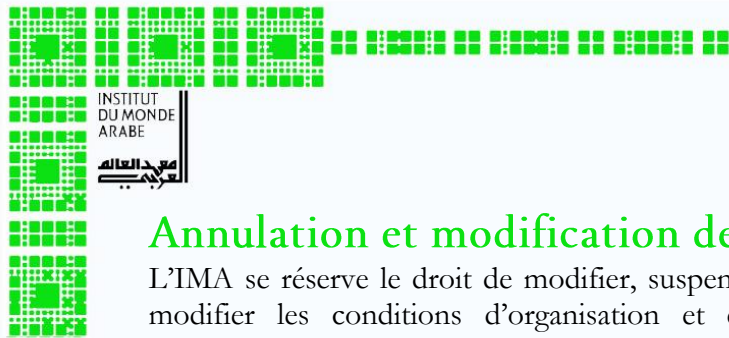 INSTITUT
DU MONDE
ARABE
معهد العالم
العربي
Annulation et modification de
L’IMA se réserve le droit de modifier, suspen
modifier les conditions d’organisation et